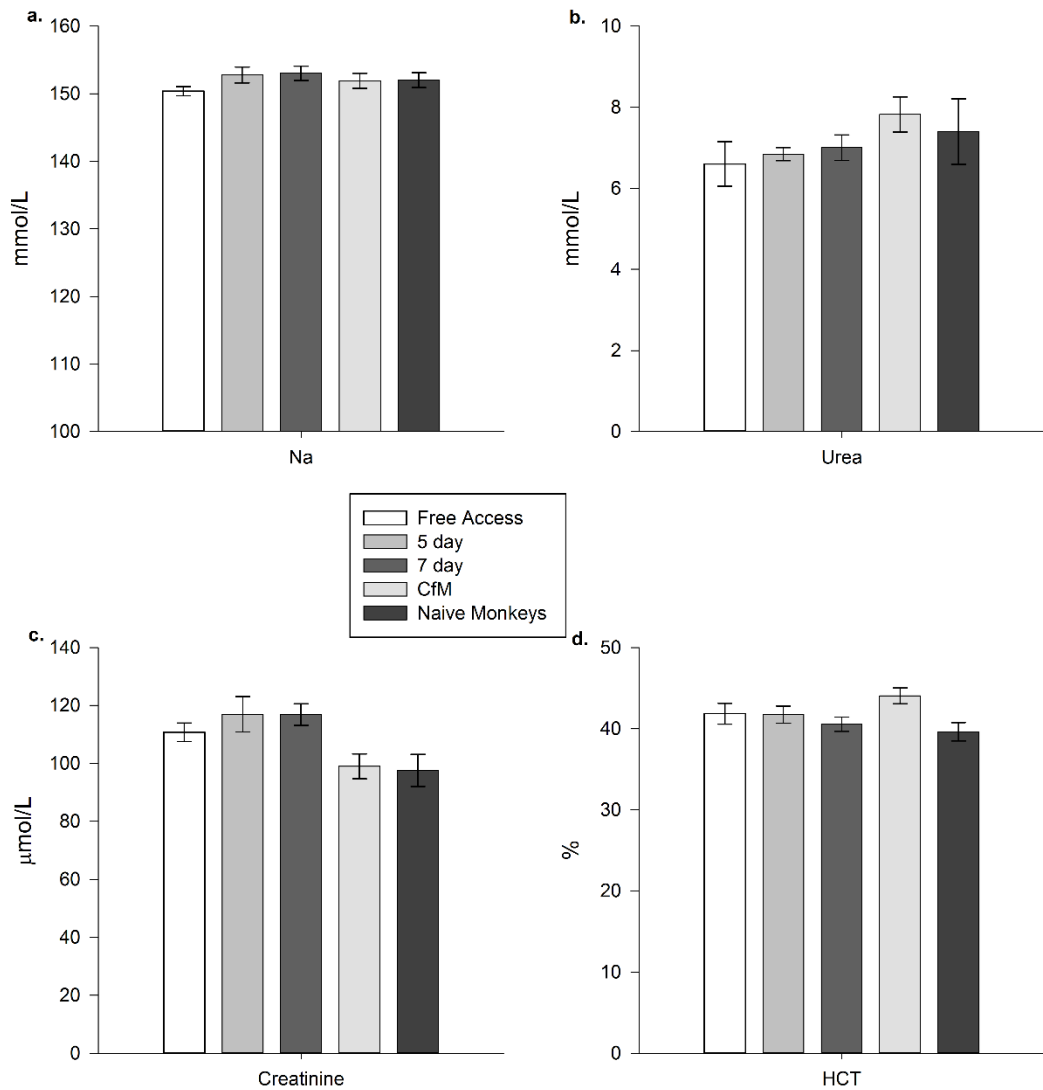 a.
160
150
140
130
120
110
100
mmol/L
Na
b.
10
8
6
4
2
0
mmol/L
Urea
Free Access
5 day
7 day
CfM
Naive Monkeys
c.
140
120
100
80
60
40
20
0
μmol/L
Creatinine
d.
50
40
30
20
10
0
%
HCT